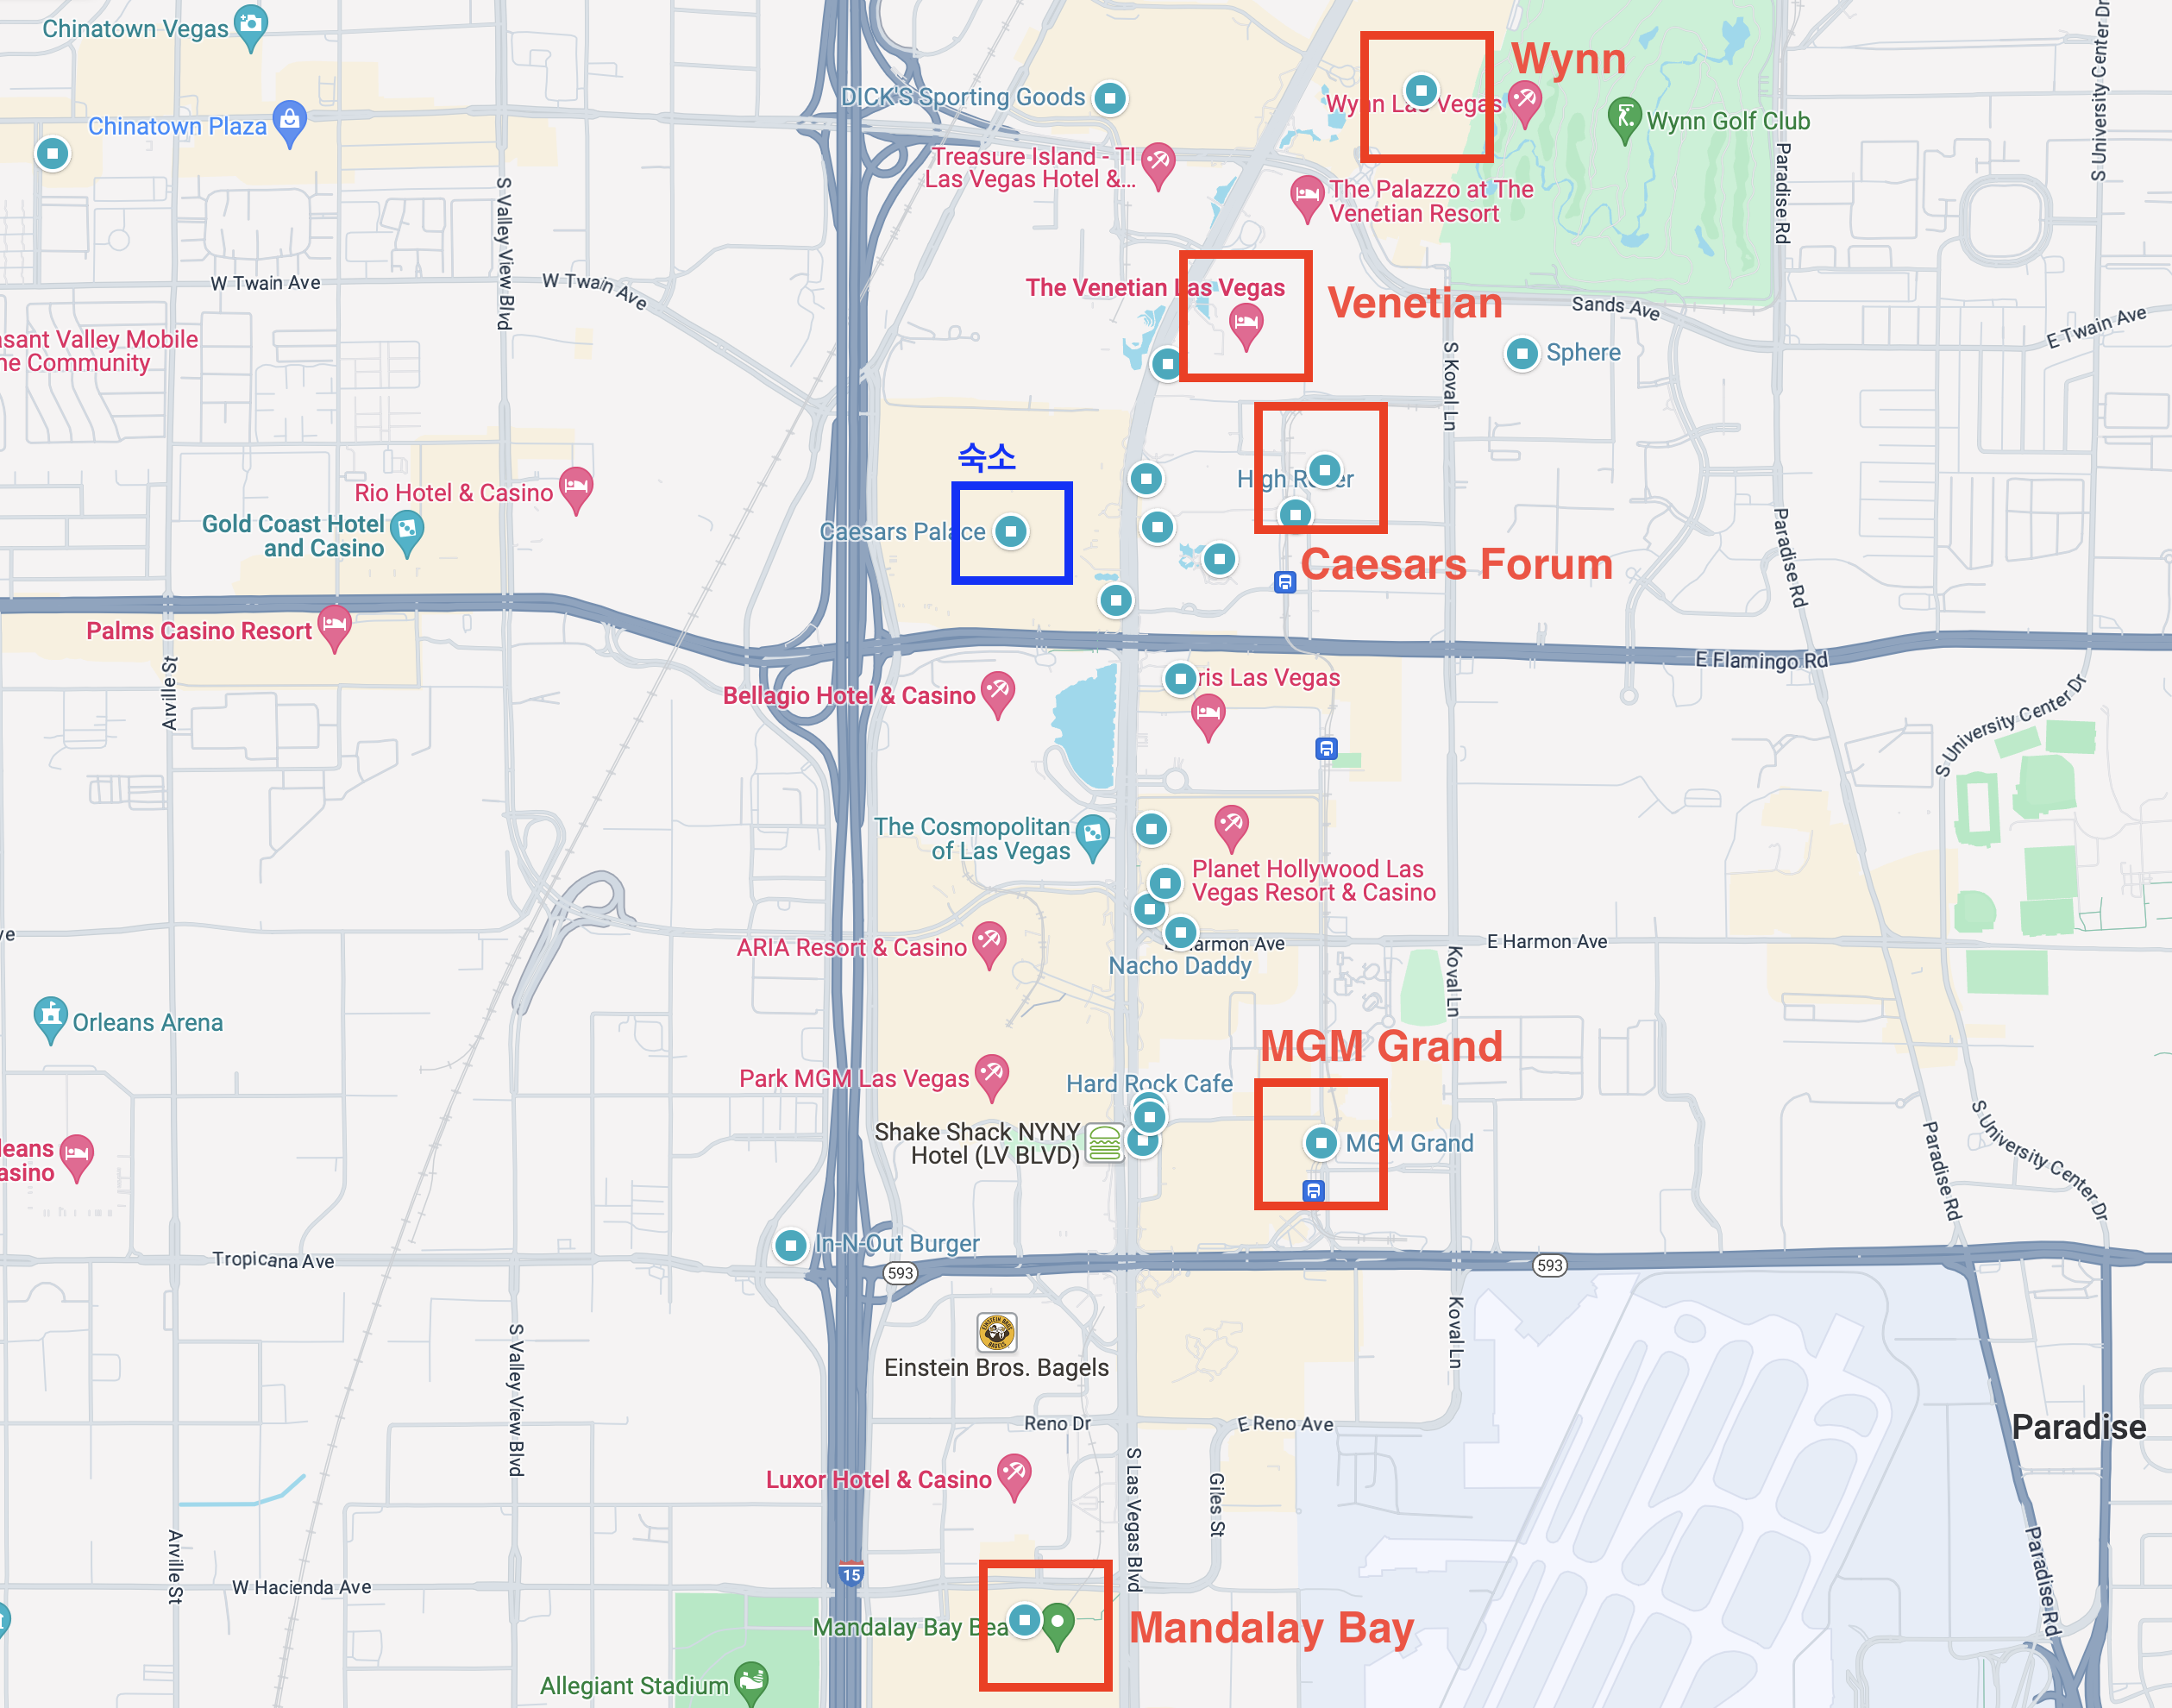 Chinatown Vegas
Chinatown Plaza
DICK'S Sporting Goods
Wynn
Wynn Las Vegas
Wynn Golf Club
S University Center Dr
Paradise Rd
Treasure Island - TI
Las Vegas Hotel &...
The Palazzo at The
Venetian Resort
S Valley View Blvd
W Twain Ave
W Twain Ave
The Venetian Las Vegas
Venetian
Sands Ave
E Twain Ave
asant Valley Mobile
ne Community
S Koval Ln
Sphere
숙소
Rio Hotel & Casino
Gold Coast Hotel
and Casino
Caesars Palace
High Roller
Caesars Forum
Paradise Rd
Palms Casino Resort
Arville St
E Flamingo Rd
Bellagio Hotel & Casino
ris Las Vegas
S University Center Dr
The Cosmopolitan
of Las Vegas
Planet Hollywood Las
Vegas Resort & Casino
ve
ARIA Resort & Casino
E Harmon Ave
E Harmon Ave
Nacho Daddy
Koval Ln
Orleans Arena
MGM Grand
Park MGM Las Vegas
Hard Rock Cafe
Shake Shack NYNY
Hotel (LV BLVD)
MGM Grand
leans
asino
S University Center Dr
Paradise Rd
In-N-Out Burger
Tropicana Ave
593
593
EINSTEIN BROS
BAGELS
Einstein Bros. Bagels
Koval Ln
S Valley View Blvd
Reno Dr
E Reno Ave
Paradise
Luxor Hotel & Casino
S Las Vegas Blvd
Giles St
Arville St
W Hacienda Ave
15
Paradise Rd
Mandalay Bay Bea
Mandalay Bay
Allegiant Stadium